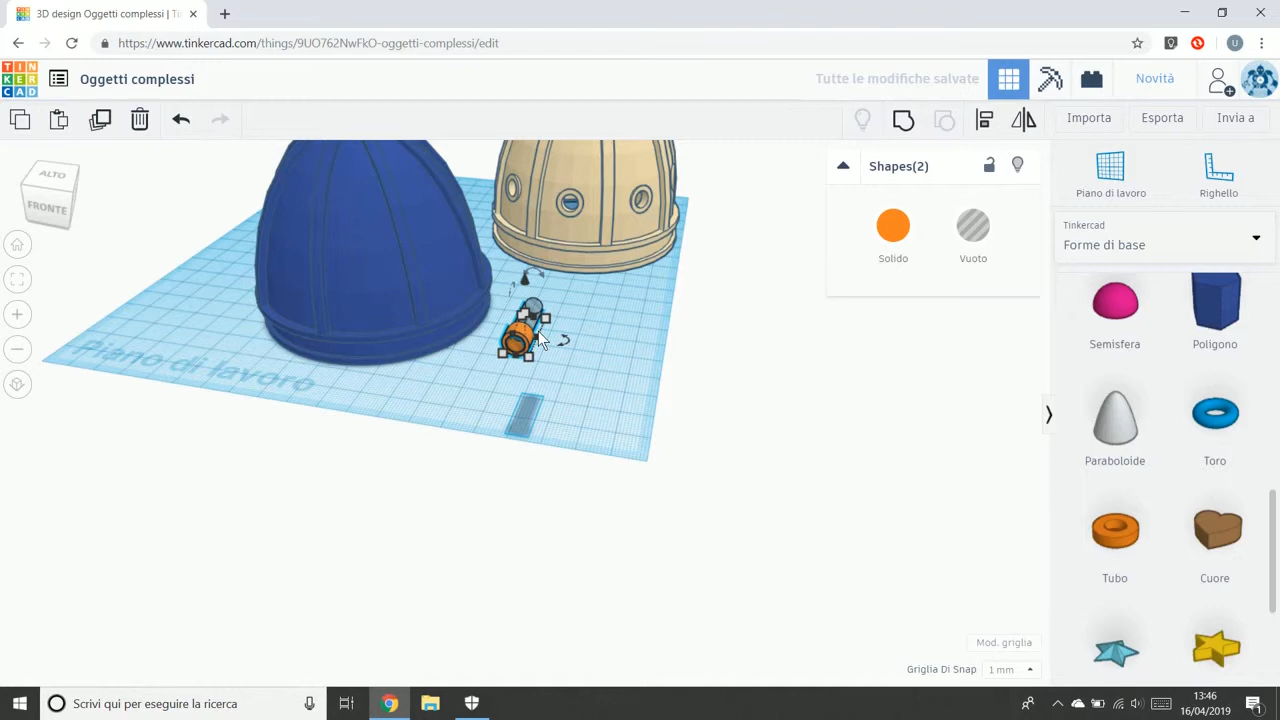 3D design Oggetti complessi | Ti
https://www.tinkercad.com/things/9UO762NwFkO-oggetti-complessi/edit
U
TIN
KER
CAD
Oggetti complessi
Tutte le modifiche salvate
Novità
Importa
Esporta
Invia a
ALTO
FRONTE
Shapes(2)
Solido
Vuoto
Piano di lavoro
Righello
Tinkercad
Forme di base
Semisfera
Poligono
Paraboloide
Toro
Tubo
Cuore
Piano di lavoro
Mod. griglia
Griglia Di Snap
1 mm
Scrivi qui per eseguire la ricerca
13:46
16/04/2019
1